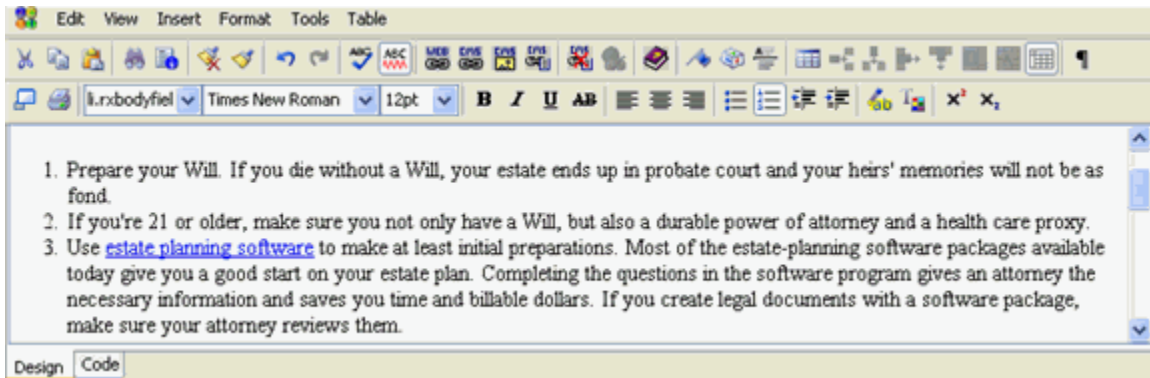 Edit View Insert Format Tools Table
li.rxbodyfiel Times New Roman 12pt B I U AB
1. Prepare your Will. If you die without a Will, your estate ends up in probate court and your heirs' memories will not be as
fond.
2. If you're 21 or older, make sure you not only have a Will, but also a durable power of attorney and a health care proxy.
3. Use estate planning software to make at least initial preparations. Most of the estate-planning software packages available
today give you a good start on your estate plan. Completing the questions in the software program gives an attorney the
necessary information and saves you time and billable dollars. If you create legal documents with a software package,
make sure your attorney reviews them.
Design Code